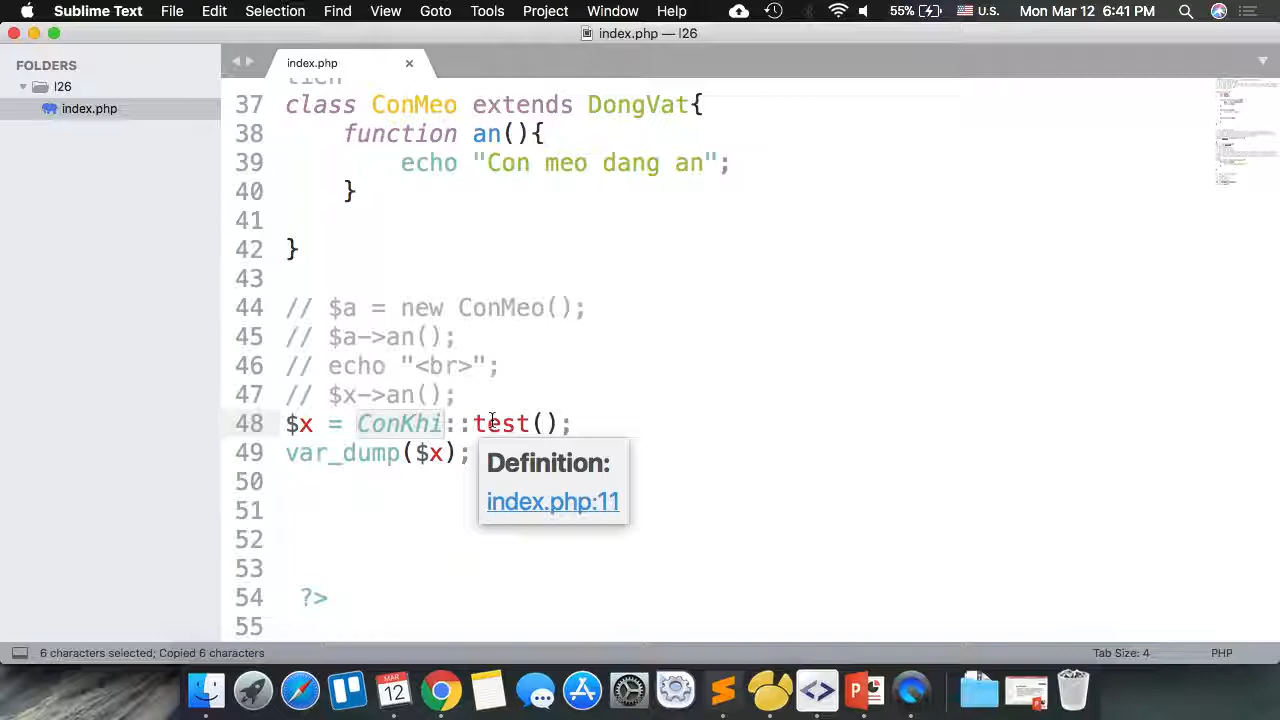 Sublime Text File Edit Selection Find View Goto Tools Project Window Help 55% U.S. Mon Mar 12 6:41 PM
index.php — l26
FOLDERS
l26
index.php
index.php
tich
37 class ConMeo extends DongVat{
38 function an(){
39 echo "Con meo dang an";
40 }
41
42 }
43
44 // $a = new ConMeo();
45 // $a->an();
46 // echo "<br>";
47 // $x->an();
48 $x = ConKhi::test();
49 var_dump($x);
50
51
52
53
54 ?>
55
Definition:
index.php:11
6 characters selected; Copied 6 characters Tab Size: 4 PHP
MAR
12